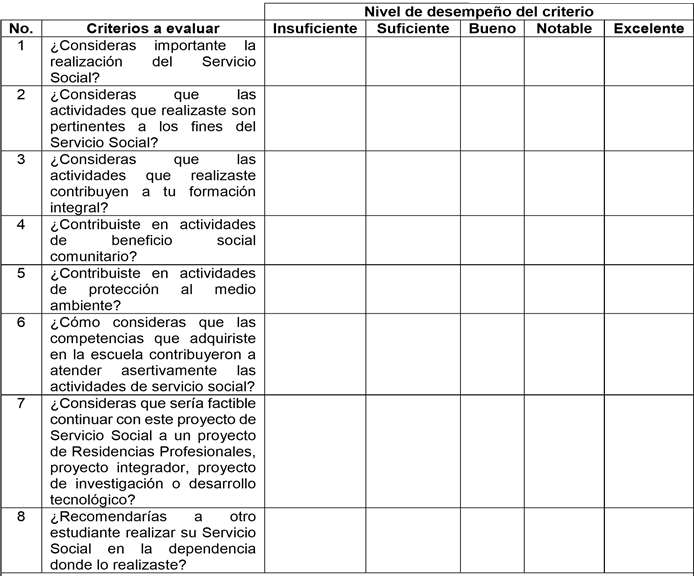 Nivel de desempeño del criterio
No. Criterios a evaluar Insuficiente Suficiente Bueno Notable Excelente
1 ¿Consideras importante la
realización del Servicio
Social?
2 ¿Consideras que las
actividades que realizaste son
pertinentes a los fines del
Servicio Social?
3 ¿Consideras que las
actividades que realizaste
contribuyen a tu formación
integral?
4 ¿Contribuiste en actividades
de beneficio social
comunitario?
5 ¿Contribuiste en actividades
de protección al medio
ambiente?
6 ¿Cómo consideras que las
competencias que adquiriste
en la escuela contribuyeron a
atender asertivamente las
actividades de servicio social?
7 ¿Consideras que sería factible
continuar con este proyecto de
Servicio Social a un proyecto
de Residencias Profesionales,
proyecto integrador, proyecto
de investigación o desarrollo
tecnológico?
8 ¿Recomendarías a otro
estudiante realizar su Servicio
Social en la dependencia
donde lo realizaste?